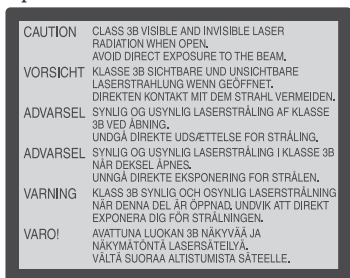 CAUTION CLASS 3B VISIBLE AND INVISIBLE LASER
RADIATION WHEN OPEN.
AVOID DIRECT EXPOSURE TO THE BEAM.
VORSICHT KLASSE 3B SICHTBARE UND UNSICHTBARE
LASERSTRAHLUNG WENN GEÖFFNET.
DIREKTEN KONTAKT MIT DEM STRAHL VERMEIDEN.
ADVARSEL SYNLIG OG USYNLIG LASERSTRÅLING AF KLASSE
3B VED ÅBNING.
UNDGÅ DIREKTE UDSÆTTELSE FOR STRÅLING.
ADVARSEL SYNLIG OG USYNLIG LASERSTRÅLING I KLASSE 3B
NÅR DEKSEL ÅPNES.
UNNGÅ DIREKTE EKSPONERING FOR STRÅLEN.
VARNING KLASS 3B SYNLIG OCH OSYNLIG LASERSTRÅLNING
NÄR DENNA DEL ÄR ÖPPNAD. UNDVIK ATT DIREKT
EXPONERA DIG FÖR STRÅLNINGEN.
VARO! AVATTUNA LUOKAN 3B NÄKYVÄÄ JA
NÄKYMÄTÖNTÄ LASERSÄTEILYÄ.
VÄLTÄ SUORAA ALTISTUMISTA SÄTEELLE.